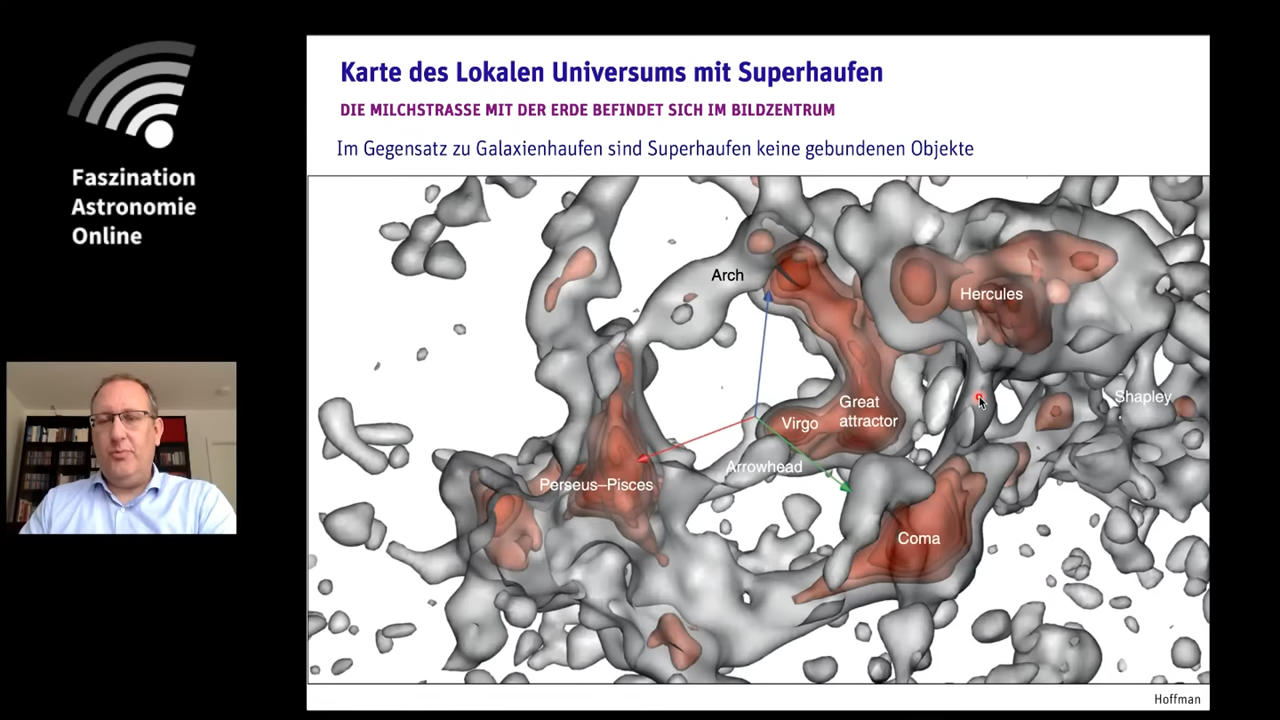 Faszination
Astronomie
Online
Karte des Lokalen Universums mit Superhaufen
DIE MILCHSTRASSE MIT DER ERDE BEFINDET SICH IM BILDZENTRUM
Im Gegensatz zu Galaxienhaufen sind Superhaufen keine gebundenen Objekte
Arch
Hercules
Shapley
Great
attractor
Virgo
Arrowhead
Perseus–Pisces
Coma
Hoffman